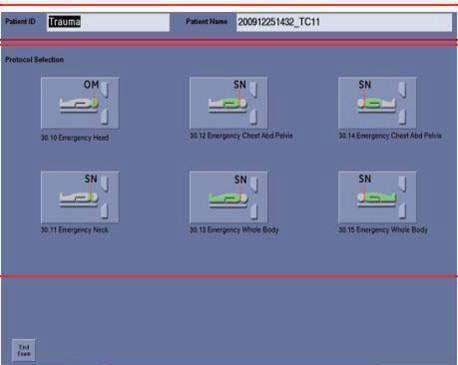 Patient ID Trauma Patient Name 200912251432_TC11
Protocol Selection
OM SN SN
30.10 Emergency Head 30.12 Emergency Chest Abd Pelvis 30.14 Emergency Chest Abd Pelvis
SN SN SN
30.11 Emergency Neck 30.13 Emergency Whole Body 30.15 Emergency Whole Body
End
Exam